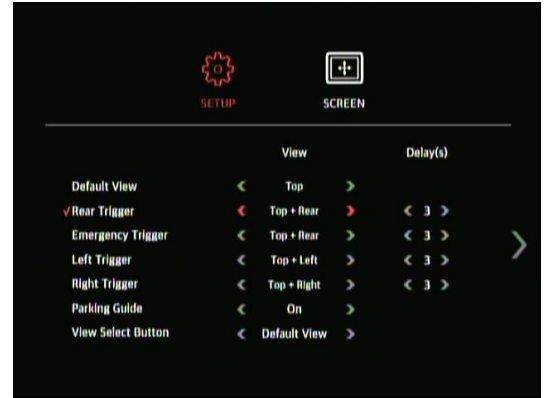 SETUP SCREEN
View Delay(s)
Default View < Top >
√Rear Trigger < Top + Rear > < 3 >
Emergency Trigger < Top + Rear > < 3 >
Left Trigger < Top + Left > < 3 >
Right Trigger < Top + Right > < 3 >
Parking Guide < On >
View Select Button < Default View >